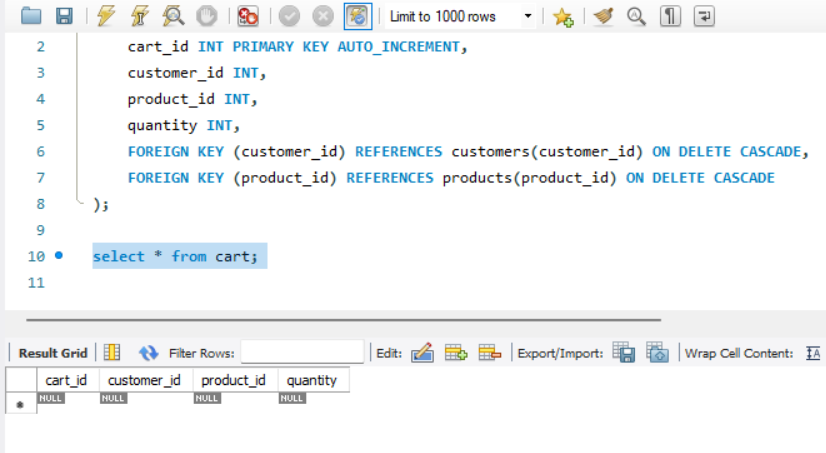 Limit to 1000 rows
2 cart_id INT PRIMARY KEY AUTO_INCREMENT,
3 customer_id INT,
4 product_id INT,
5 quantity INT,
6 FOREIGN KEY (customer_id) REFERENCES customers(customer_id) ON DELETE CASCADE,
7 FOREIGN KEY (product_id) REFERENCES products(product_id) ON DELETE CASCADE
8 );
9
10 select * from cart;
11
Result Grid Filter Rows: Edit: Export/Import: Wrap Cell Content: IA
cart_id customer_id product_id quantity
* NULL NULL NULL NULL